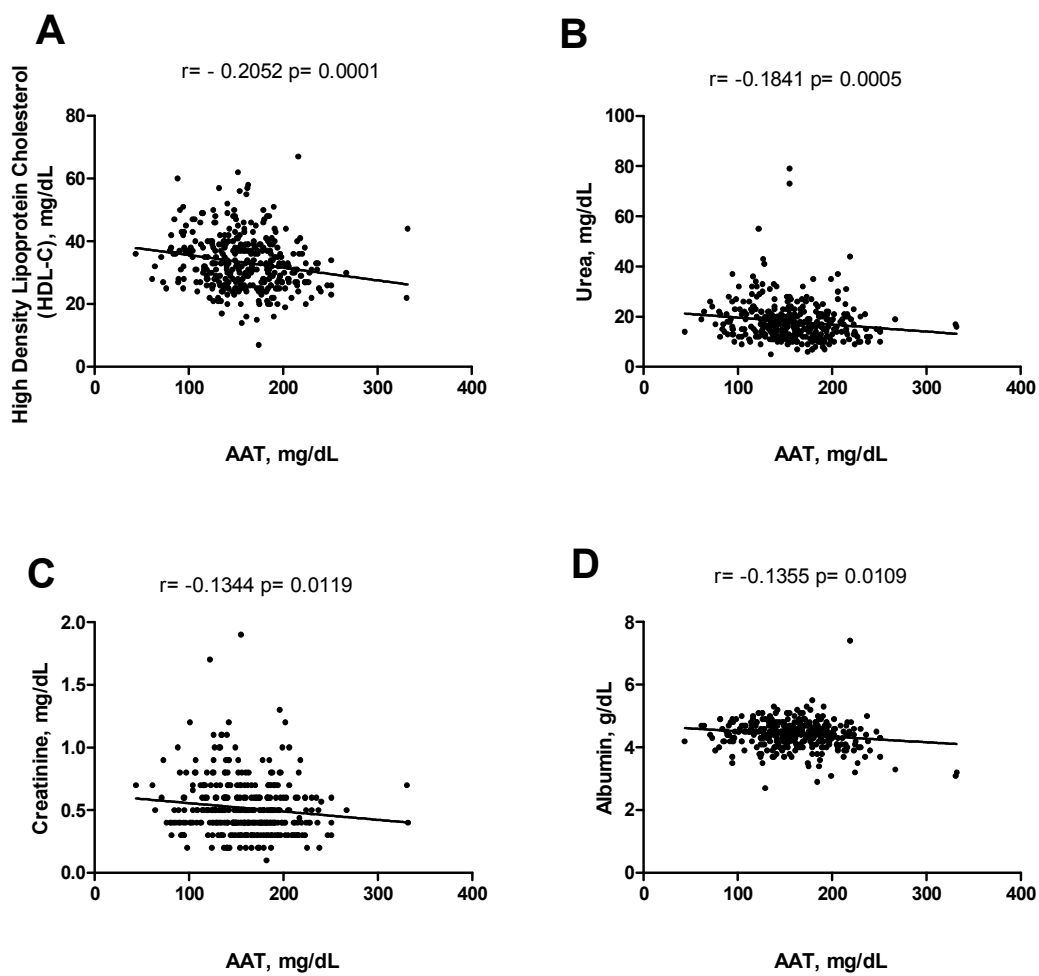 A
r= - 0.2052 p= 0.0001
High Density Lipoprotein Cholesterol
(HDL-C), mg/dL
80
60
40
20
0
0 100 200 300 400
AAT, mg/dL
B
r= -0.1841 p= 0.0005
Urea, mg/dL
100
80
60
40
20
0
0 100 200 300 400
AAT, mg/dL
C
r= -0.1344 p= 0.0119
Creatinine, mg/dL
2.0
1.5
1.0
0.5
0.0
0 100 200 300 400
AAT, mg/dL
D
r= -0.1355 p= 0.0109
Albumin, g/dL
8
6
4
2
0
0 100 200 300 400
AAT, mg/dL